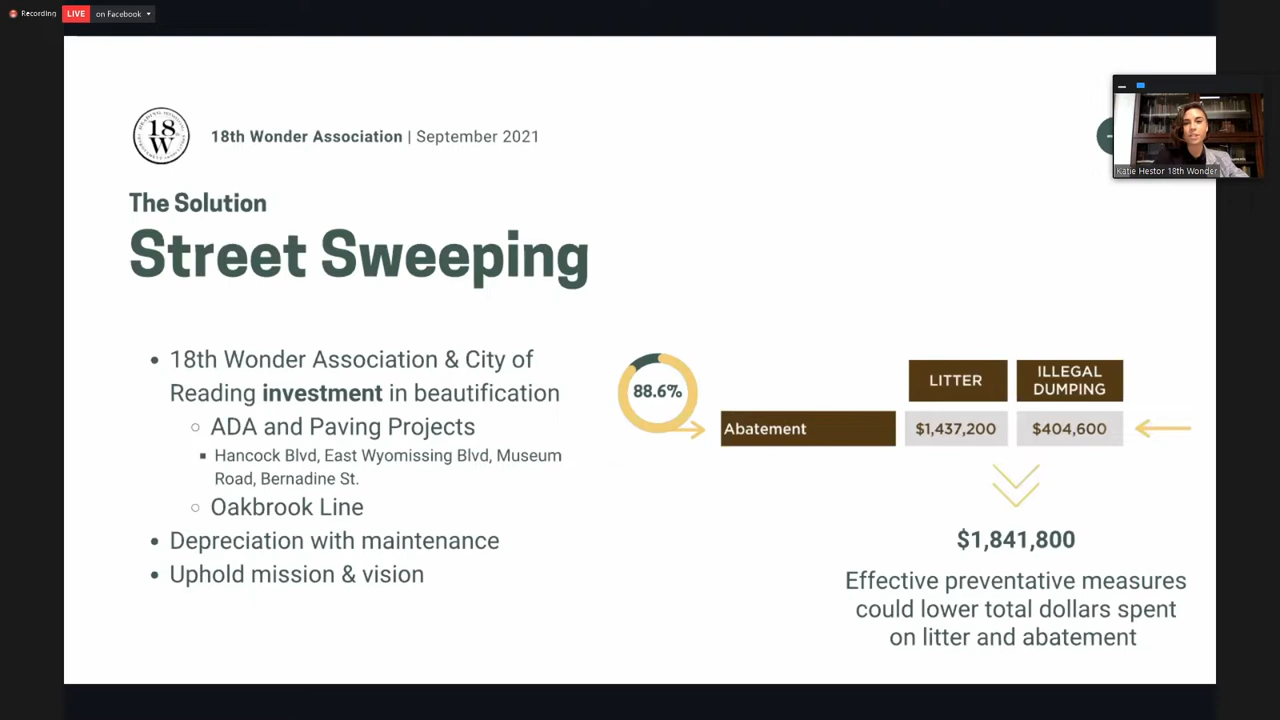 Recording
LIVE
on Facebook
18
W
18th Wonder Association | September 2021
Katie Hestor 18th Wonder
The Solution
Street Sweeping
• 18th Wonder Association & City of
Reading investment in beautification
○ ADA and Paving Projects
▪ Hancock Blvd, East Wyomissing Blvd, Museum
Road, Bernadine St.
○ Oakbrook Line
• Depreciation with maintenance
• Uphold mission & vision
88.6%
LITTER
ILLEGAL
DUMPING
Abatement
$1,437,200
$404,600
$1,841,800
Effective preventative measures
could lower total dollars spent
on litter and abatement